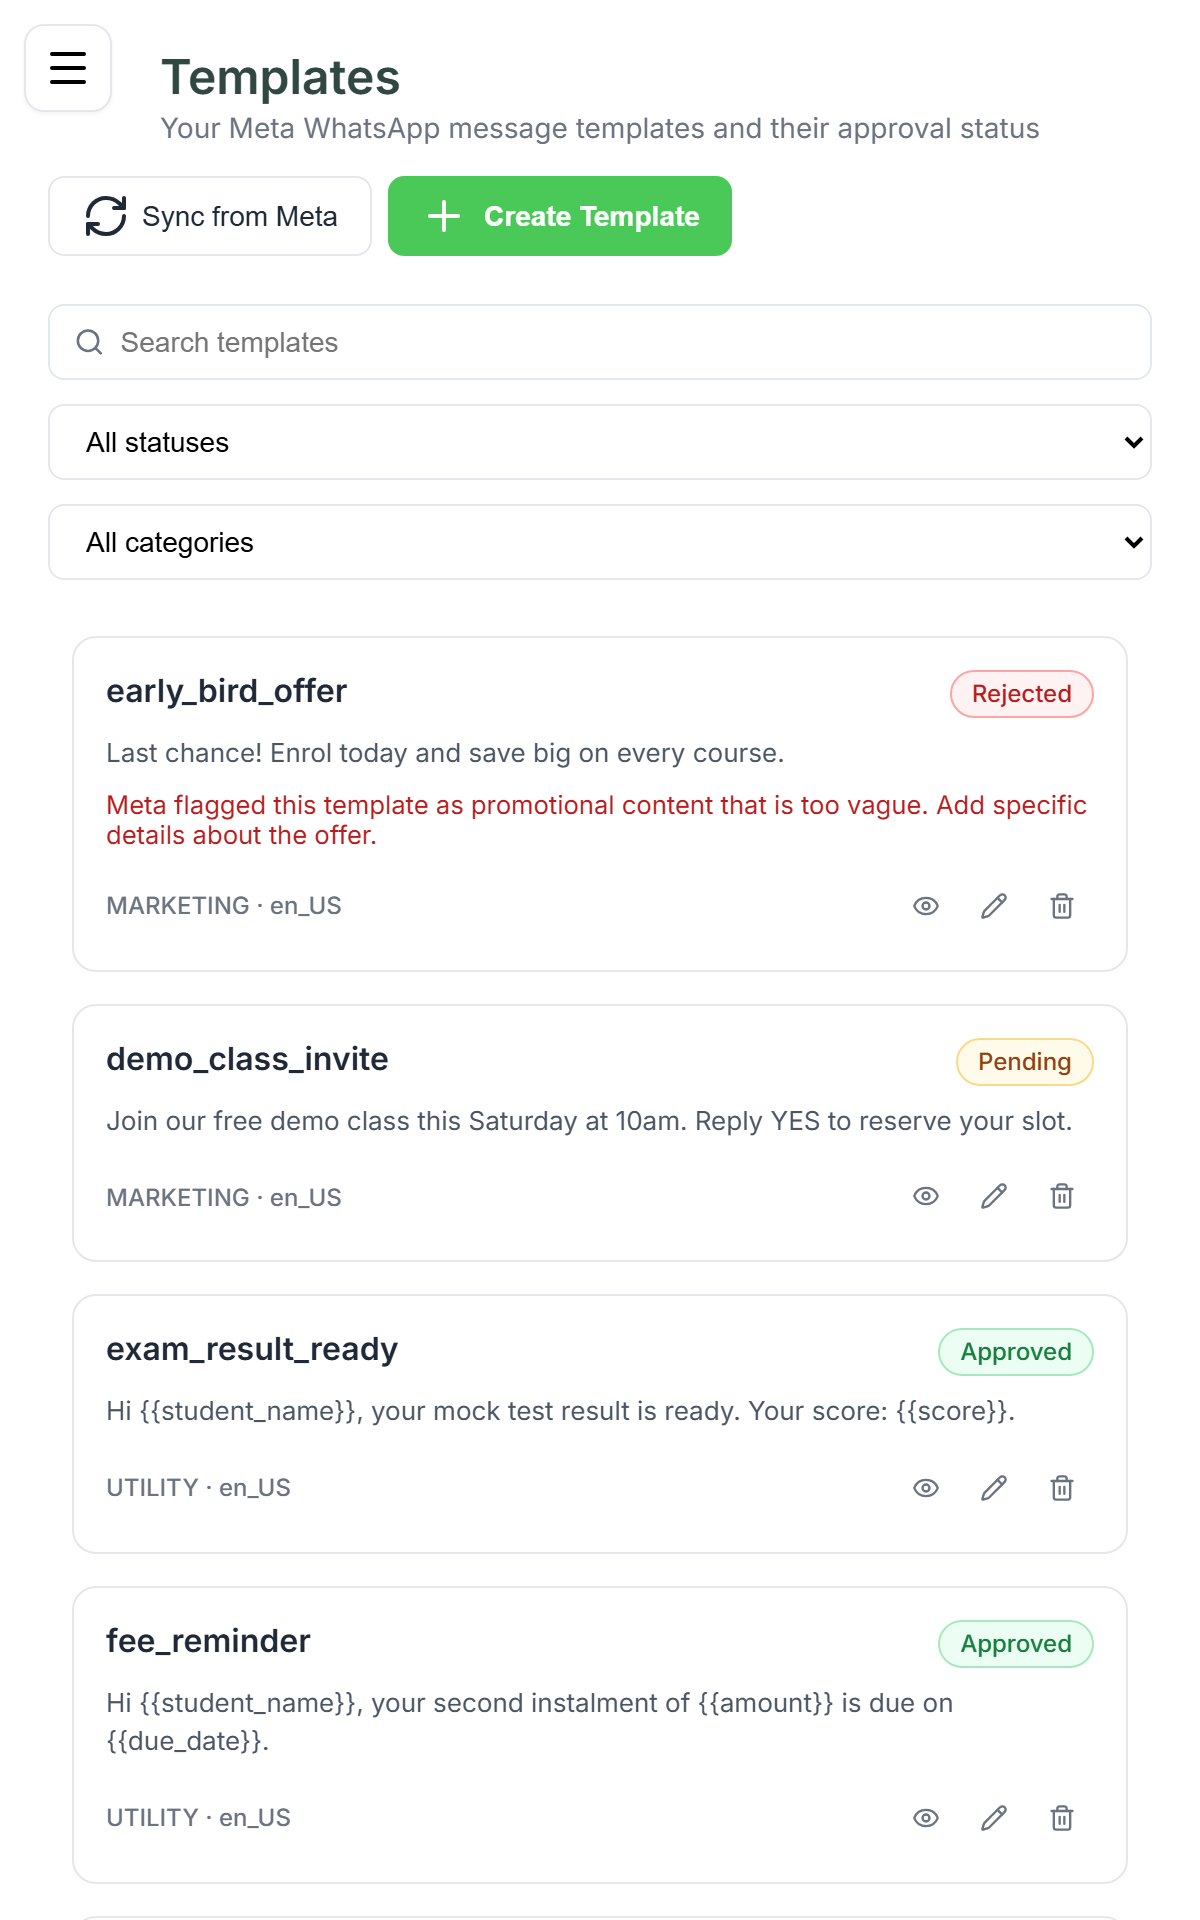 Templates
Your Meta WhatsApp message templates and their approval status
Sync from Meta
Create Template
Search templates
All statuses
All categories
early_bird_offer
Rejected
Last chance! Enrol today and save big on every course.
Meta flagged this template as promotional content that is too vague. Add specific
details about the offer.
MARKETING · en_US
demo_class_invite
Pending
Join our free demo class this Saturday at 10am. Reply YES to reserve your slot.
MARKETING · en_US
exam_result_ready
Approved
Hi {{student_name}}, your mock test result is ready. Your score: {{score}}.
UTILITY · en_US
fee_reminder
Approved
Hi {{student_name}}, your second instalment of {{amount}} is due on
{{due_date}}.
UTILITY · en_US